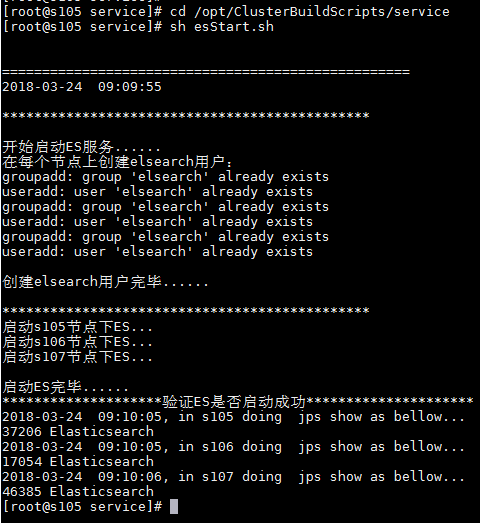 [root@s105 service]# cd /opt/ClusterBuildScripts/service
[root@s105 service]# sh esStart.sh
===================================================
2018-03-24  09:09:55
**********************************************
开始启动ES服务......
在每个节点上创建elsearch用户：
groupadd: group 'elsearch' already exists
useradd: user 'elsearch' already exists
groupadd: group 'elsearch' already exists
useradd: user 'elsearch' already exists
groupadd: group 'elsearch' already exists
useradd: user 'elsearch' already exists
创建elsearch用户完毕......
**********************************************
启动s105节点下ES...
启动s106节点下ES...
启动s107节点下ES...
启动ES完毕......
********************验证ES是否启动成功*********************
2018-03-24  09:10:05, in s105 doing  jps show as bellow...
37206 Elasticsearch
2018-03-24  09:10:05, in s106 doing  jps show as bellow...
17054 Elasticsearch
2018-03-24  09:10:06, in s107 doing  jps show as bellow...
46385 Elasticsearch
[root@s105 service]#